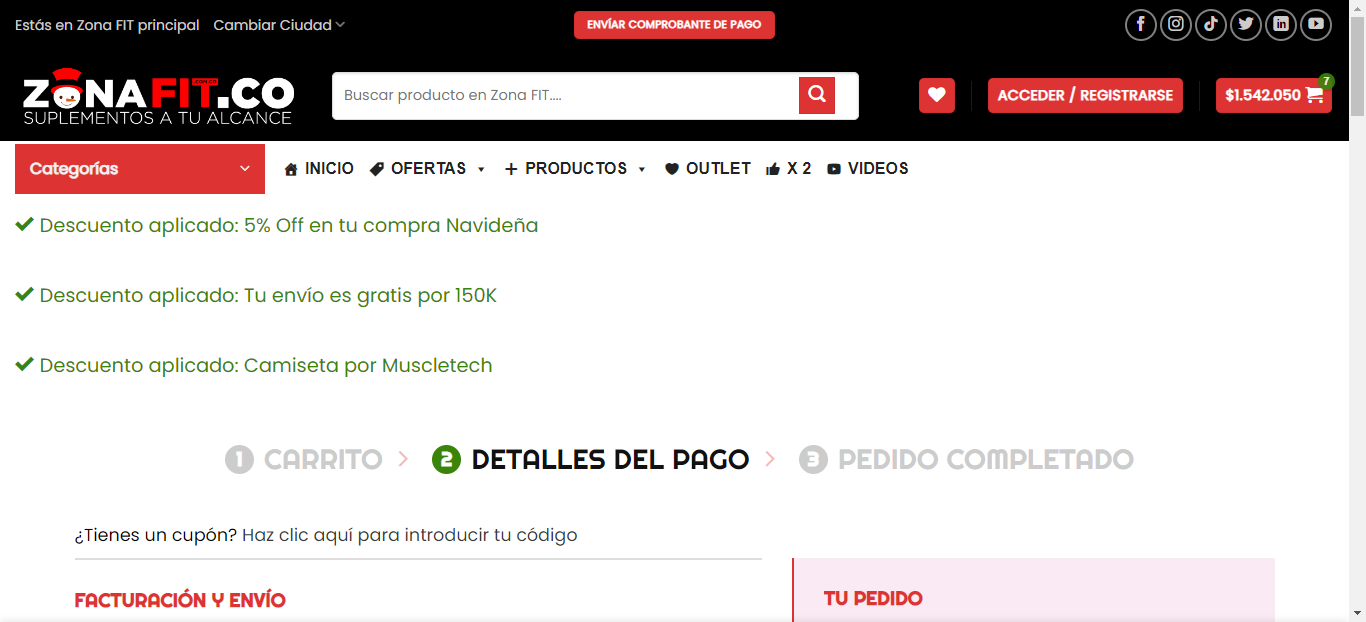 Estás en Zona FIT principal Cambiar Ciudad
ENVÍAR COMPROBANTE DE PAGO
ZONAFIT.CO
.COM.CO
SUPLEMENTOS A TU ALCANCE
Buscar producto en Zona FIT....
ACCEDER / REGISTRARSE
$1.542.050
7
Categorías
INICIO OFERTAS PRODUCTOS OUTLET X 2 VIDEOS
Descuento aplicado: 5% Off en tu compra Navideña
Descuento aplicado: Tu envío es gratis por 150K
Descuento aplicado: Camiseta por Muscletech
1 CARRITO 2 DETALLES DEL PAGO 3 PEDIDO COMPLETADO
¿Tienes un cupón? Haz clic aquí para introducir tu código
FACTURACIÓN Y ENVÍO
TU PEDIDO